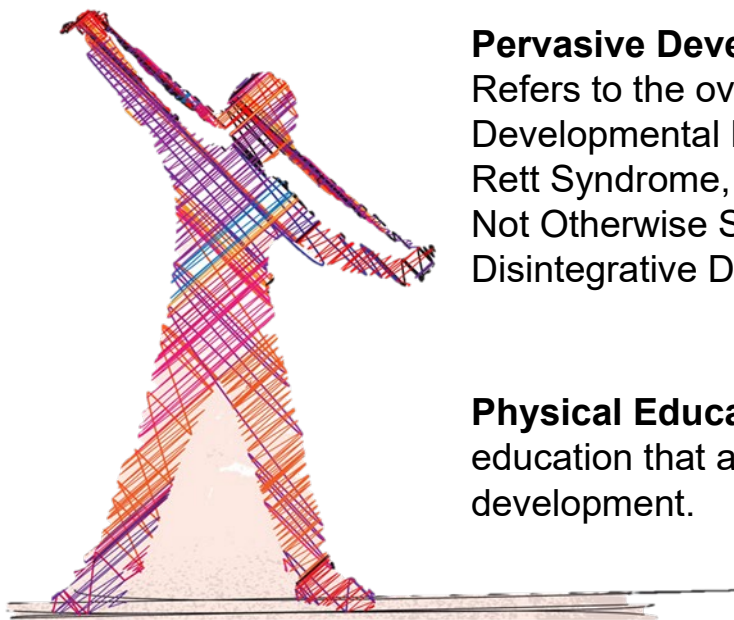 Pervasive Deve
Refers to the ov
Developmental
Rett Syndrome,
Not Otherwise S
Disintegrative D
Physical Educa
education that a
development.